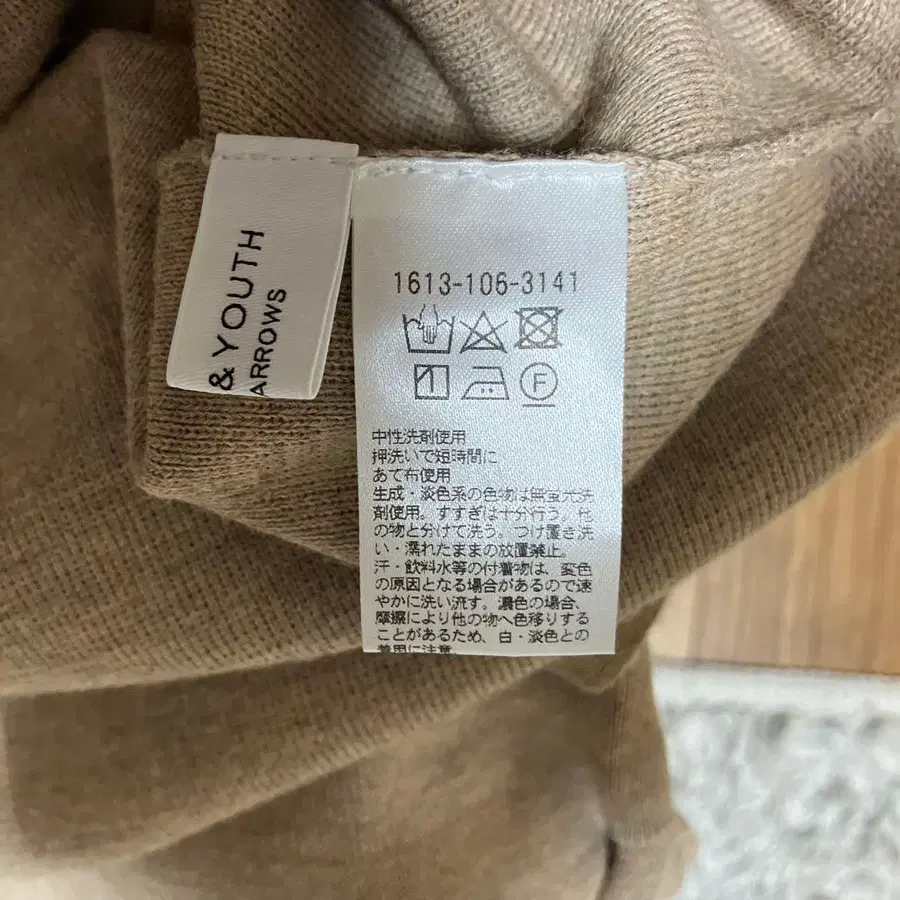 & YOUTH
ARROWS
1613-106-3141
F
中性洗剤使用
押洗いで短時間に
あて布使用
生成・淡色系の色物は無蛍光洗
剤使用。すすぎは十分行う。他
の物と分けて洗う。つけ置き洗
い・濡れたままの放置禁止。
汗・飲料水等の付着物は、変色
の原因となる場合があるので速
やかに洗い流す。濃色の場合、
摩擦により他の物へ色移りする
ことがあるため、白・淡色との
着用に注意